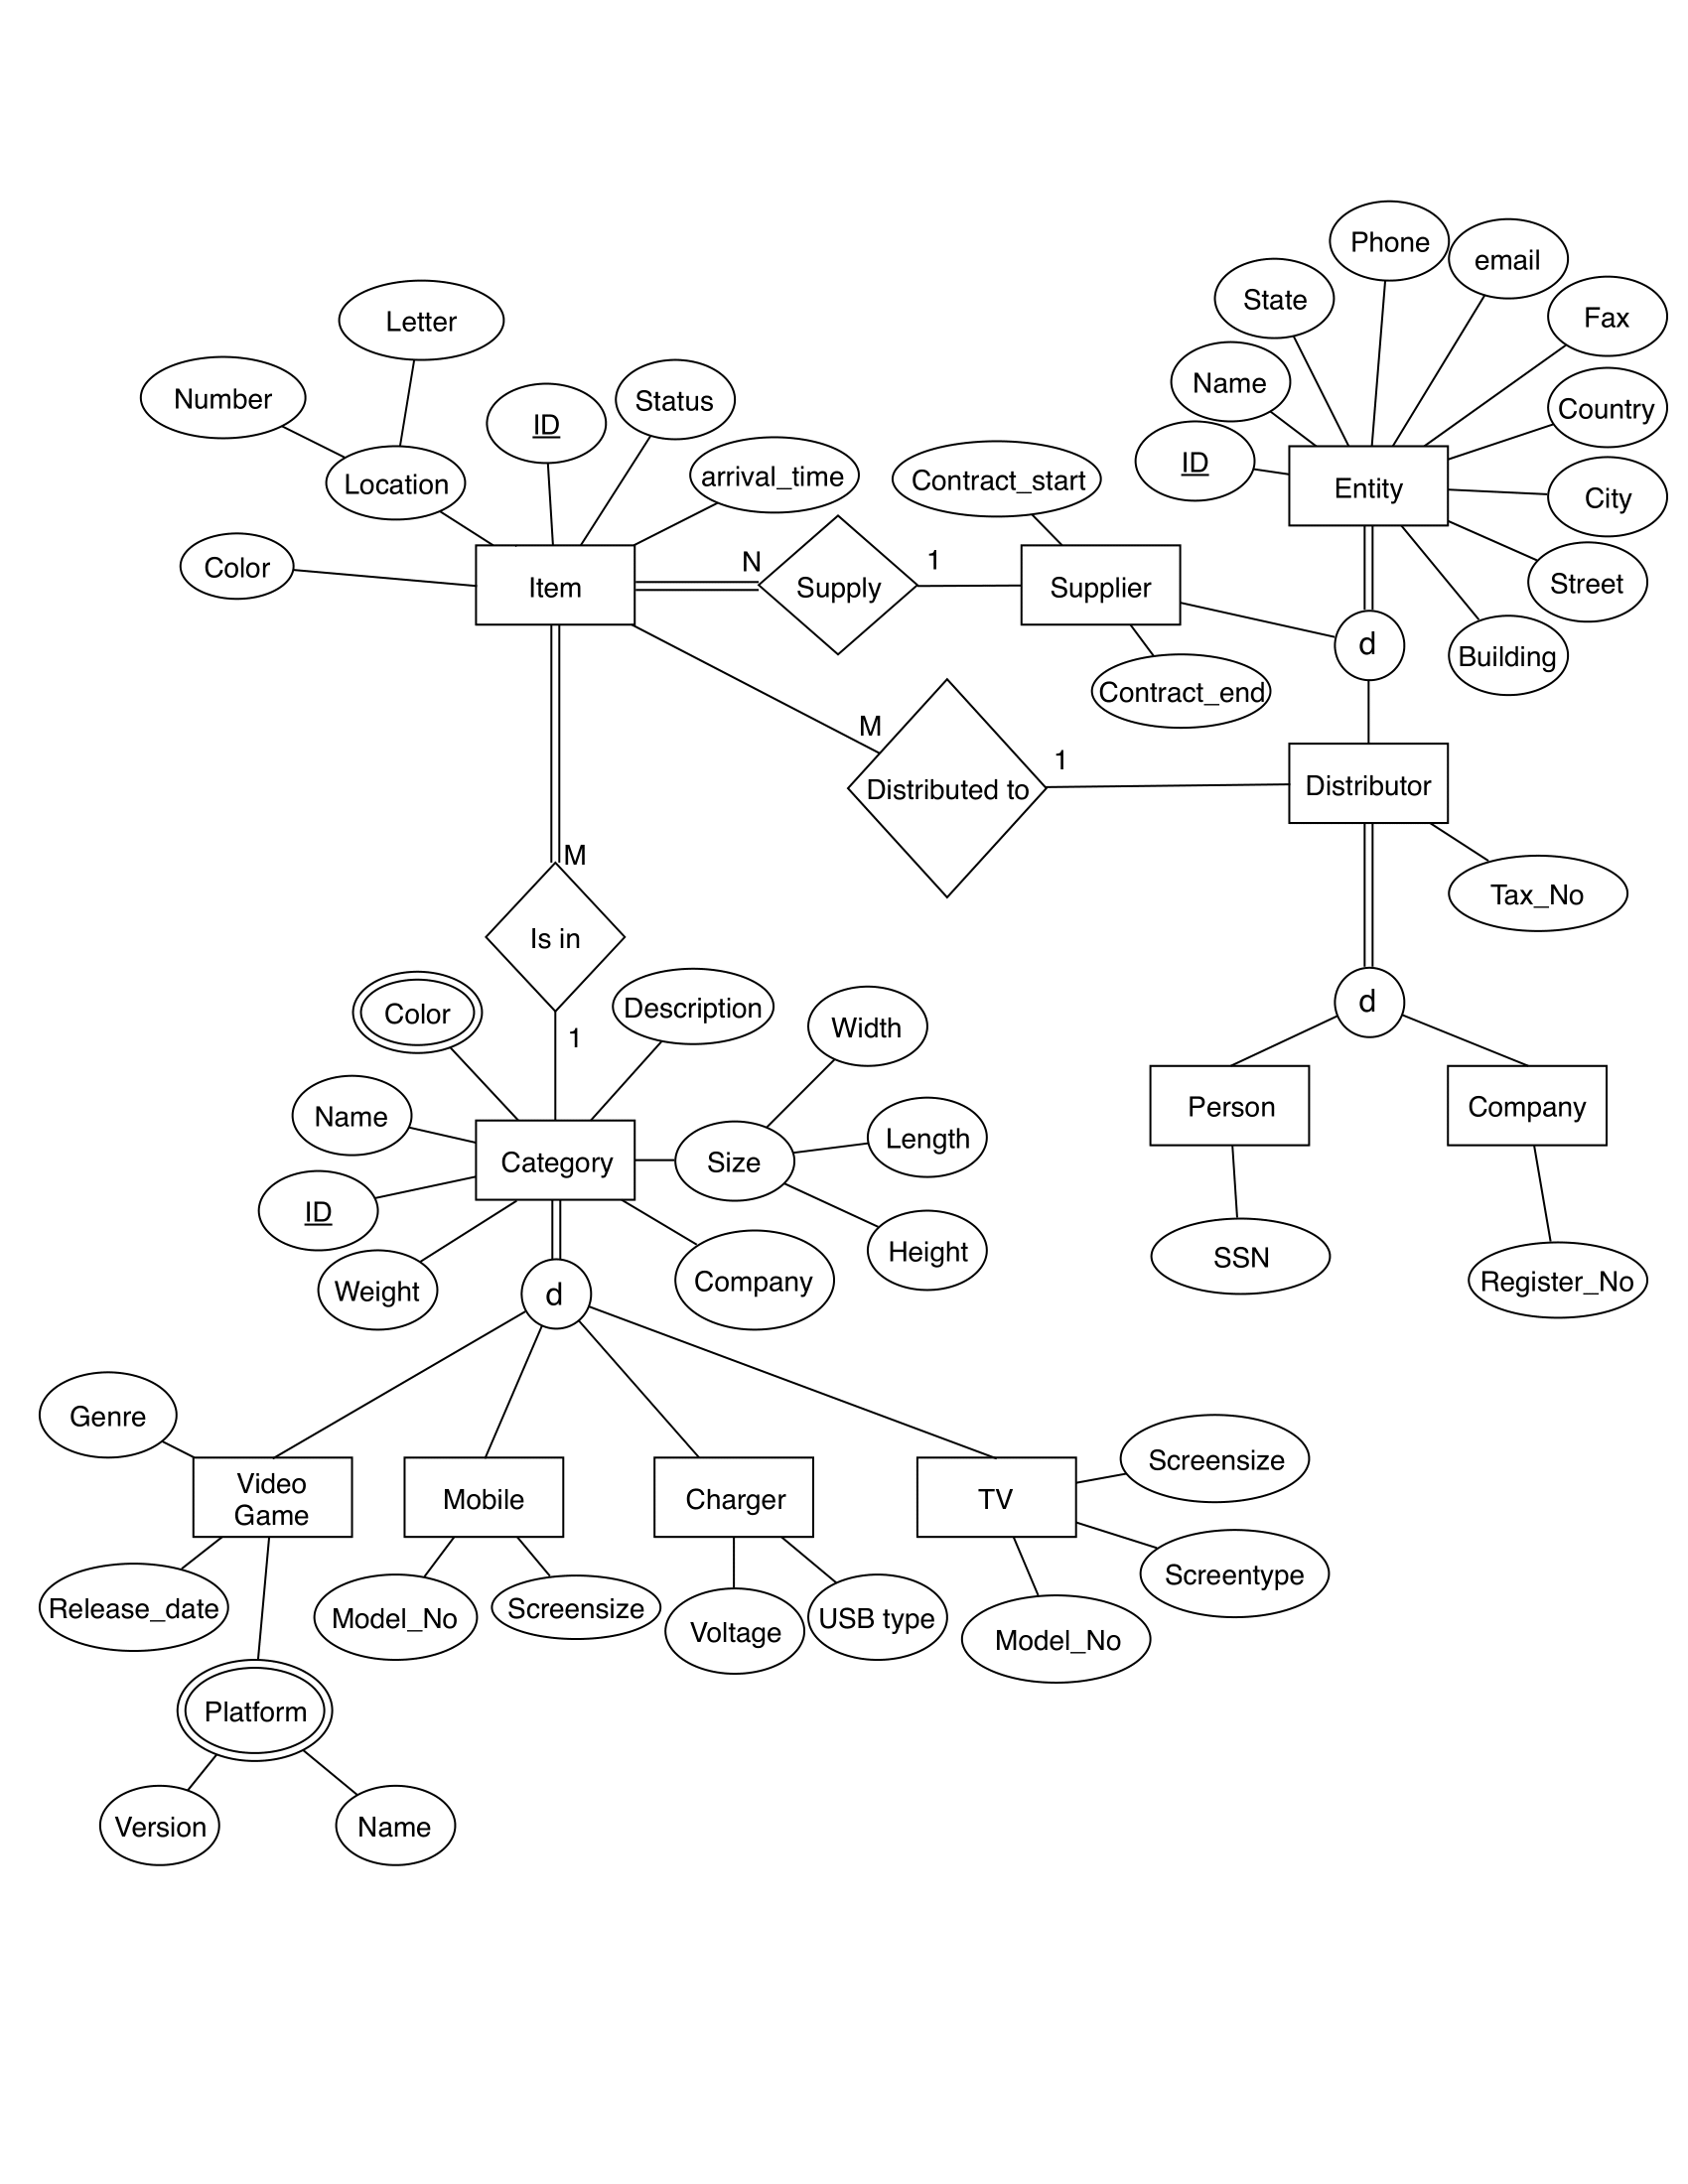 Phone
email
State
Fax
Letter
Name
Country
Number
ID
Status
ID
Entity
City
Location
arrival_time
Contract_start
Color
Item
N
Supply
1
Supplier
Street
d
Building
Contract_end
M
Distributed to
1
Distributor
M
Tax_No
Is in
1
Color
Description
Width
d
Name
Category
Size
Length
Person
Company
ID
Weight
Company
Height
SSN
Register_No
d
Genre
Video
Game
Mobile
Charger
TV
Screensize
Screentype
Release_date
Model_No
Screensize
Voltage
USB type
Model_No
Platform
Version
Name